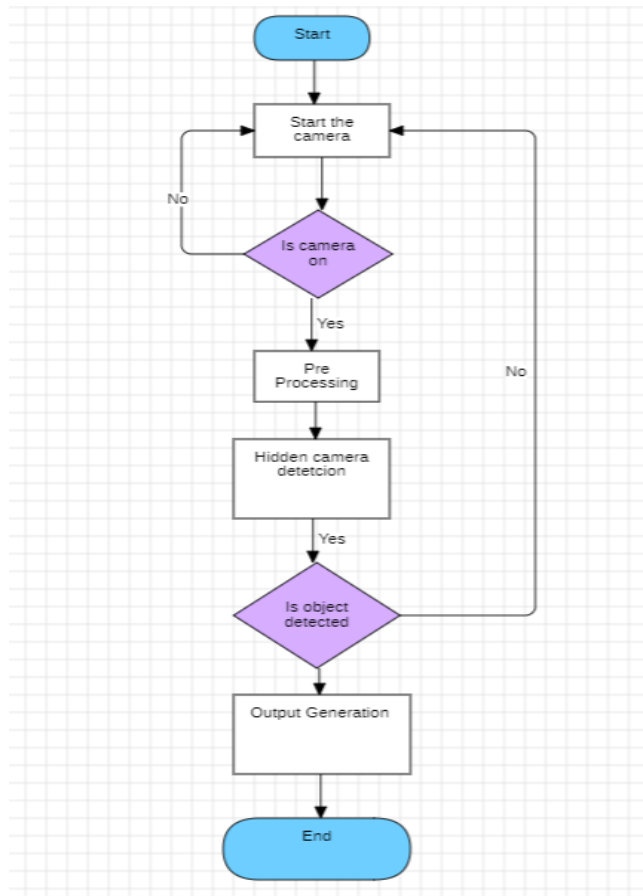 Start
Start the
camera
No
Is camera
on
Yes
Pre
Processing
No
Hidden camera
detetcion
Yes
Is object
detected
Output Generation
End